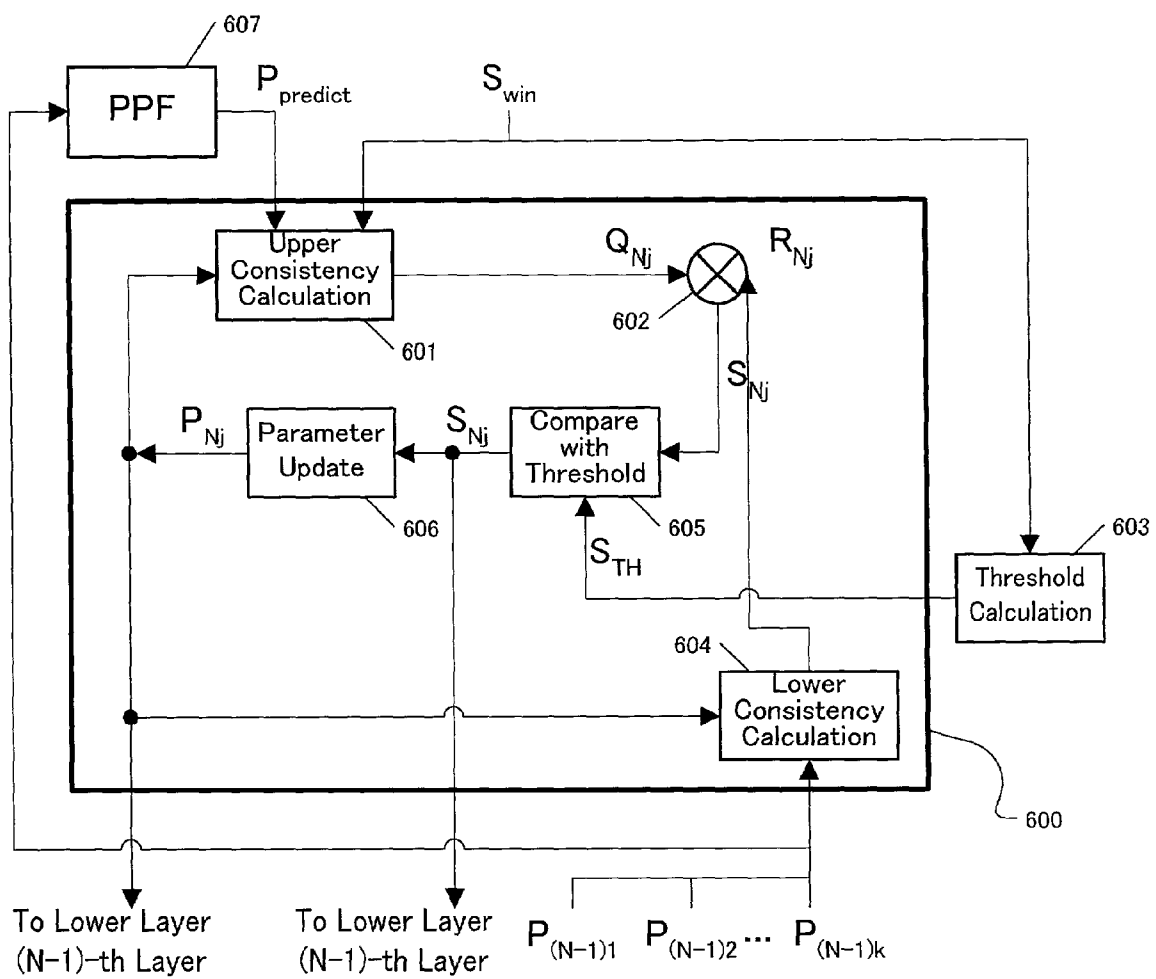 607
PPF
P_predict
S_win
Upper
Consistency
Calculation
601
Q_Nj
R_Nj
602
S_Nj
P_Nj
Parameter
Update
606
S_Nj
Compare
with
Threshold
605
S_TH
603
Threshold
Calculation
604
Lower
Consistency
Calculation
600
To Lower Layer
(N-1)-th Layer
To Lower Layer
(N-1)-th Layer
P_(N-1)1 P_(N-1)2 ... P_(N-1)k